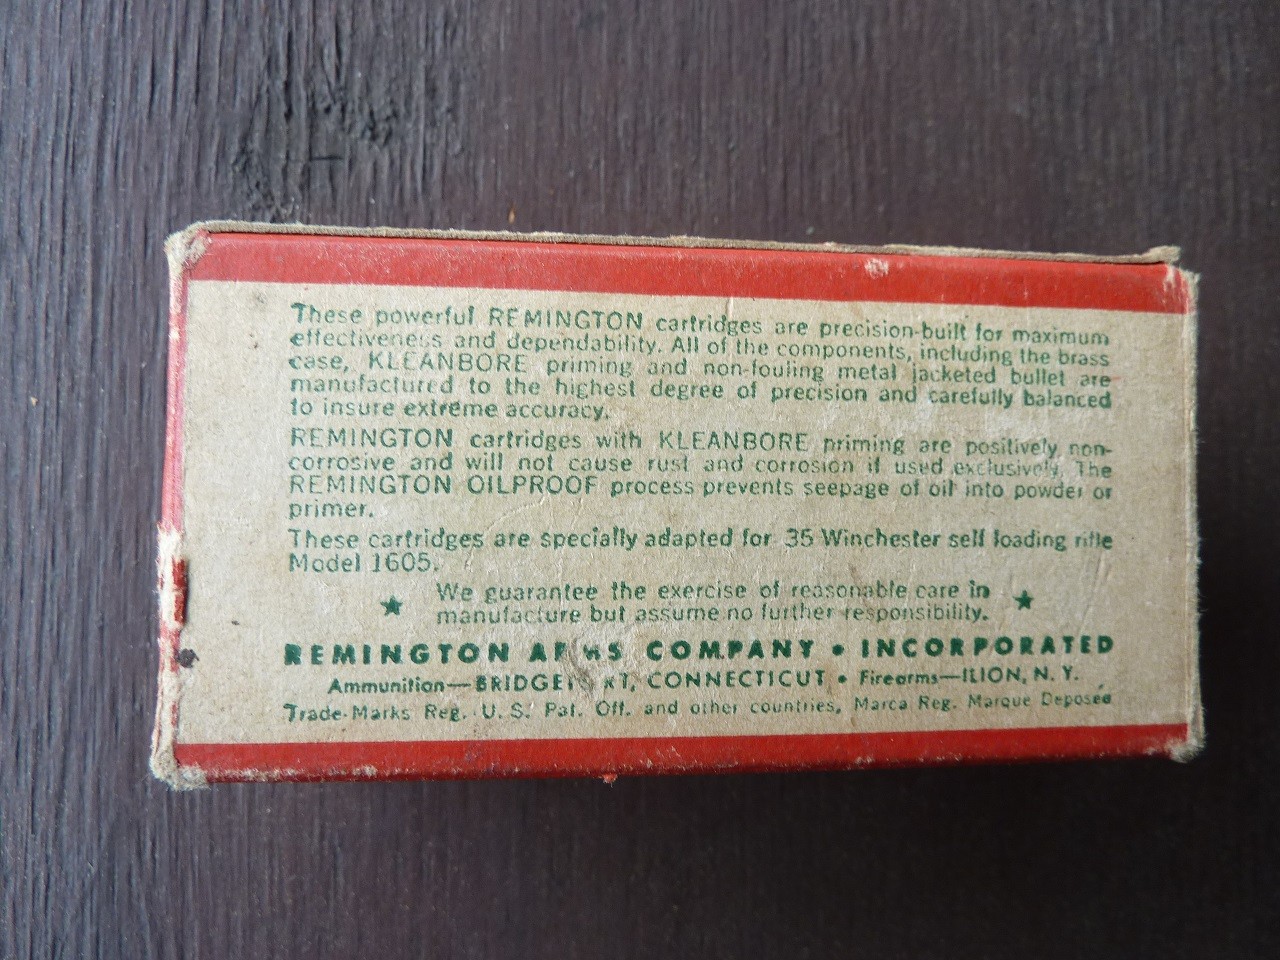 These powerful REMINGTON cartridges are precision-built for maximum
effectiveness and dependability. All of the components, including the brass
case, KLEANBORE priming and non-fouling metal jacketed bullet are
manufactured to the highest degree of precision and carefully balanced
to insure extreme accuracy.
REMINGTON cartridges with KLEANBORE priming are positively non-
corrosive and will not cause rust and corrosion if used exclusively. The
REMINGTON OILPROOF process prevents seepage of oil into powder or
primer.
These cartridges are specially adapted for 35 Winchester self loading rifle
Model 1605.
We guarantee the exercise of reasonable care in
manufacture but assume no further responsibility.
REMINGTON ARMS COMPANY • INCORPORATED
Ammunition—BRIDGEPORT, CONNECTICUT • Firearms—ILION, N. Y.
Trade-Marks Reg. U. S. Pat. Off. and other countries, Marca Reg. Marque Deposée